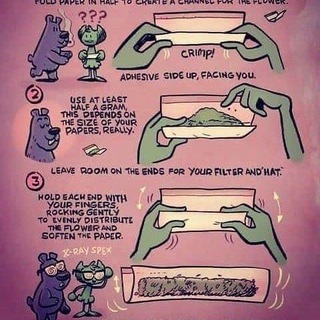 FOLD PAPER IN HALF TO CREATE A CHANNEL FOR THE FLOWER.
???
CRIMP!
ADHESIVE SIDE UP, FACING YOU.
2
USE AT LEAST
HALF A GRAM,
THIS DEPENDS ON
THE SIZE OF YOUR
PAPERS, REALLY.
LEAVE ROOM ON THE ENDS FOR YOUR FILTER AND 'HAT.'
3
HOLD EACH END WITH
YOUR FINGERS,
ROCKING GENTLY
TO EVENLY DISTRIBUTE
THE FLOWER AND
SOFTEN THE PAPER.
X-RAY SPEX